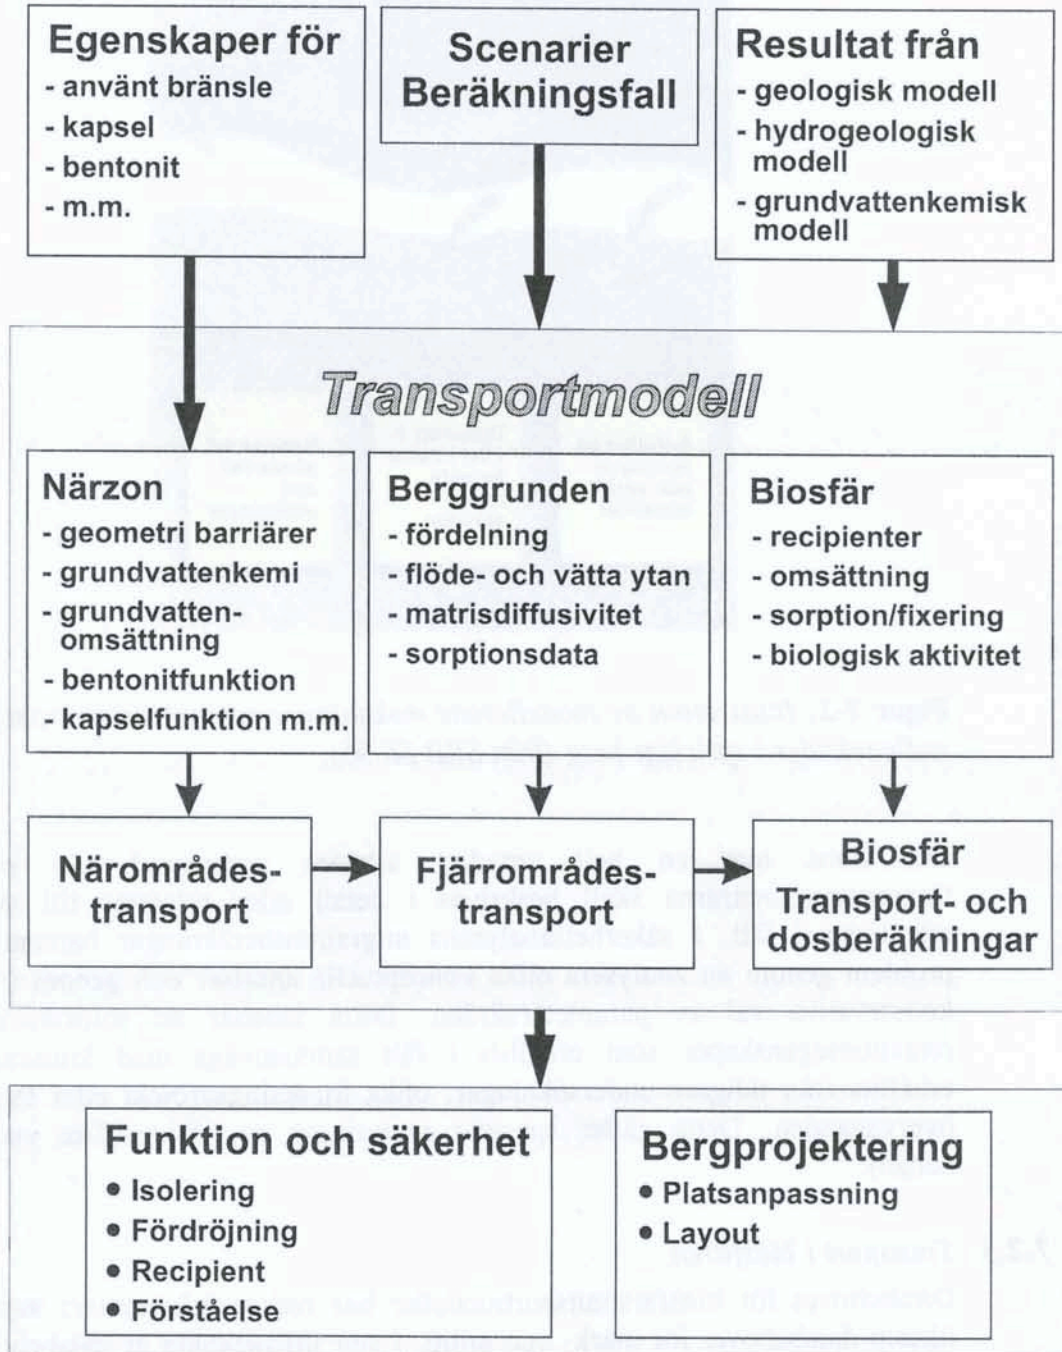 Egenskaper för
- använt bränsle
- kapsel
- bentonit
- m.m.
Scenarier
Beräkningsfall
Resultat från
- geologisk modell
- hydrogeologisk
modell
- grundvattenkemisk
modell
Transportmodell
Närzon
- geometri barriärer
- grundvattenkemi
- grundvatten-
omsättning
- bentonitfunktion
- kapselfunktion m.m.
Berggrunden
- fördelning
- flöde- och vätta ytan
- matrisdiffusivitet
- sorptionsdata
Biosfär
- recipienter
- omsättning
- sorption/fixering
- biologisk aktivitet
Närområdes-
transport
Fjärrområdes-
transport
Biosfär
Transport- och
dosberäkningar
Funktion och säkerhet
• Isolering
• Fördröjning
• Recipient
• Förståelse
Bergprojektering
• Platsanpassning
• Layout